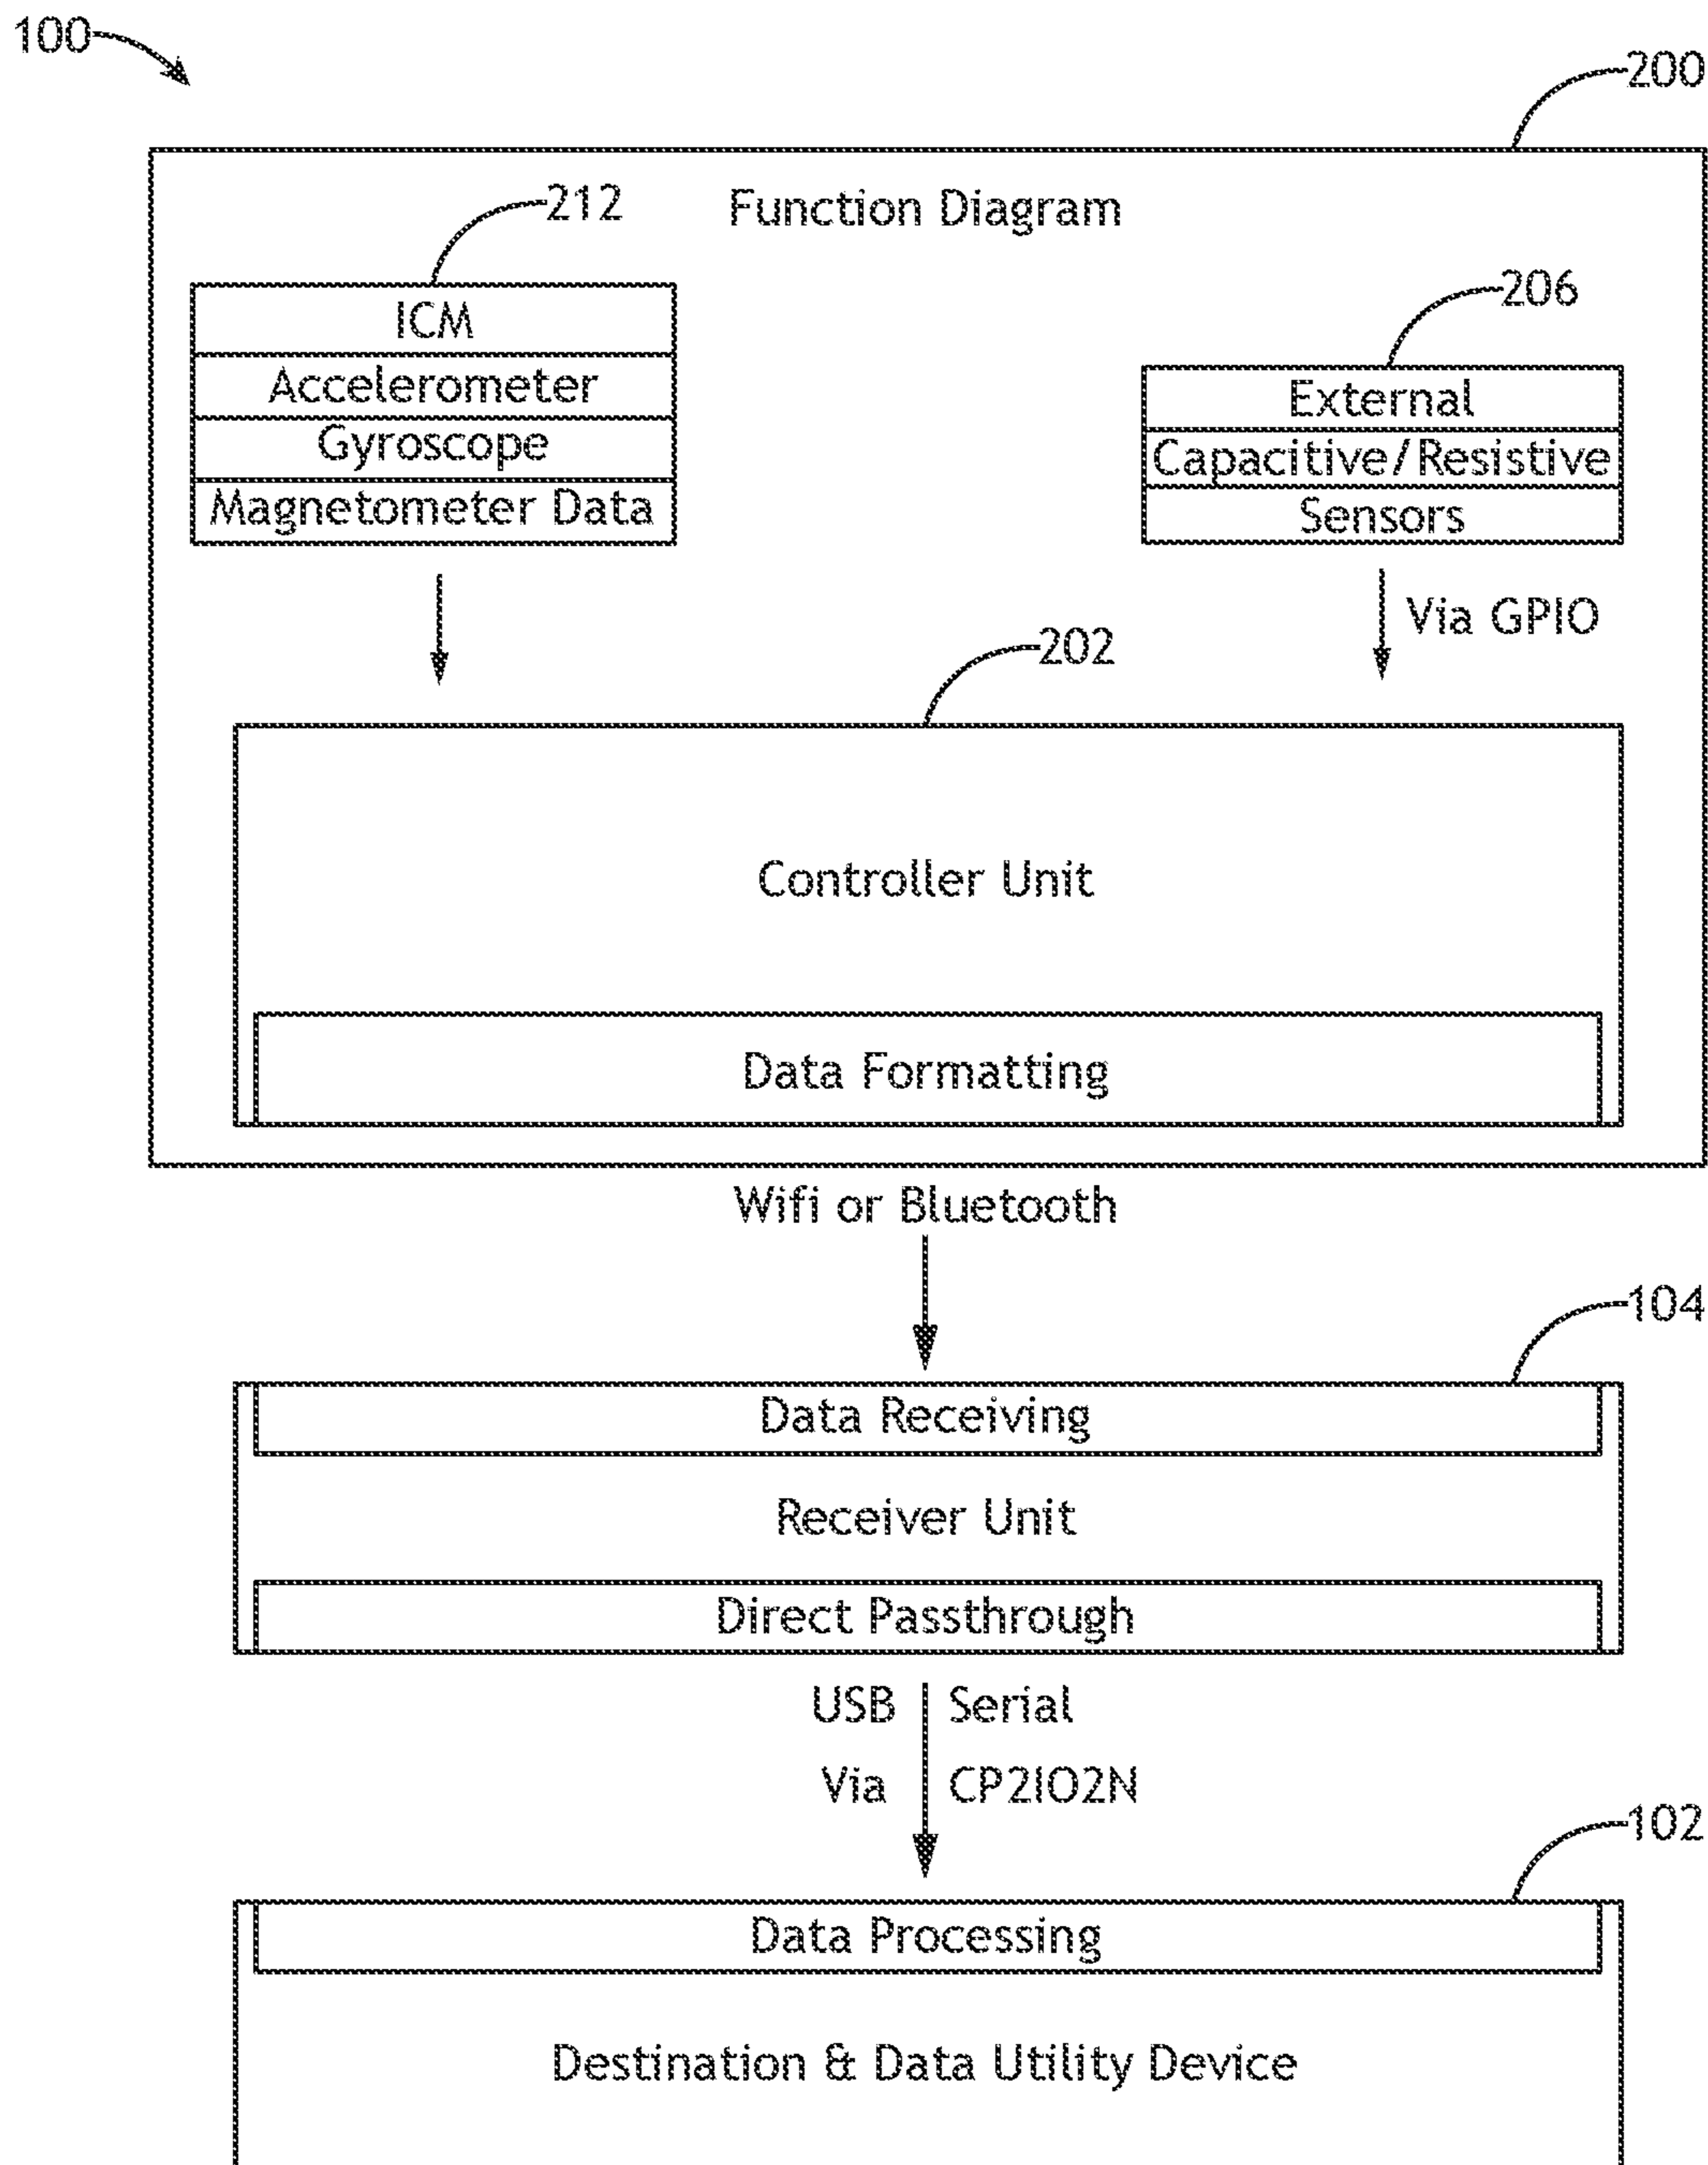 100
200
Function Diagram
212
ICM
Accelerometer
Gyroscope
Magnetometer Data
206
External
Capacitive/Resistive
Sensors
Via GPIO
202
Controller Unit
Data Formatting
Wifi or Bluetooth
104
Data Receiving
Receiver Unit
Direct Passthrough
USB Serial
Via CP2IO2N
102
Data Processing
Destination & Data Utility Device